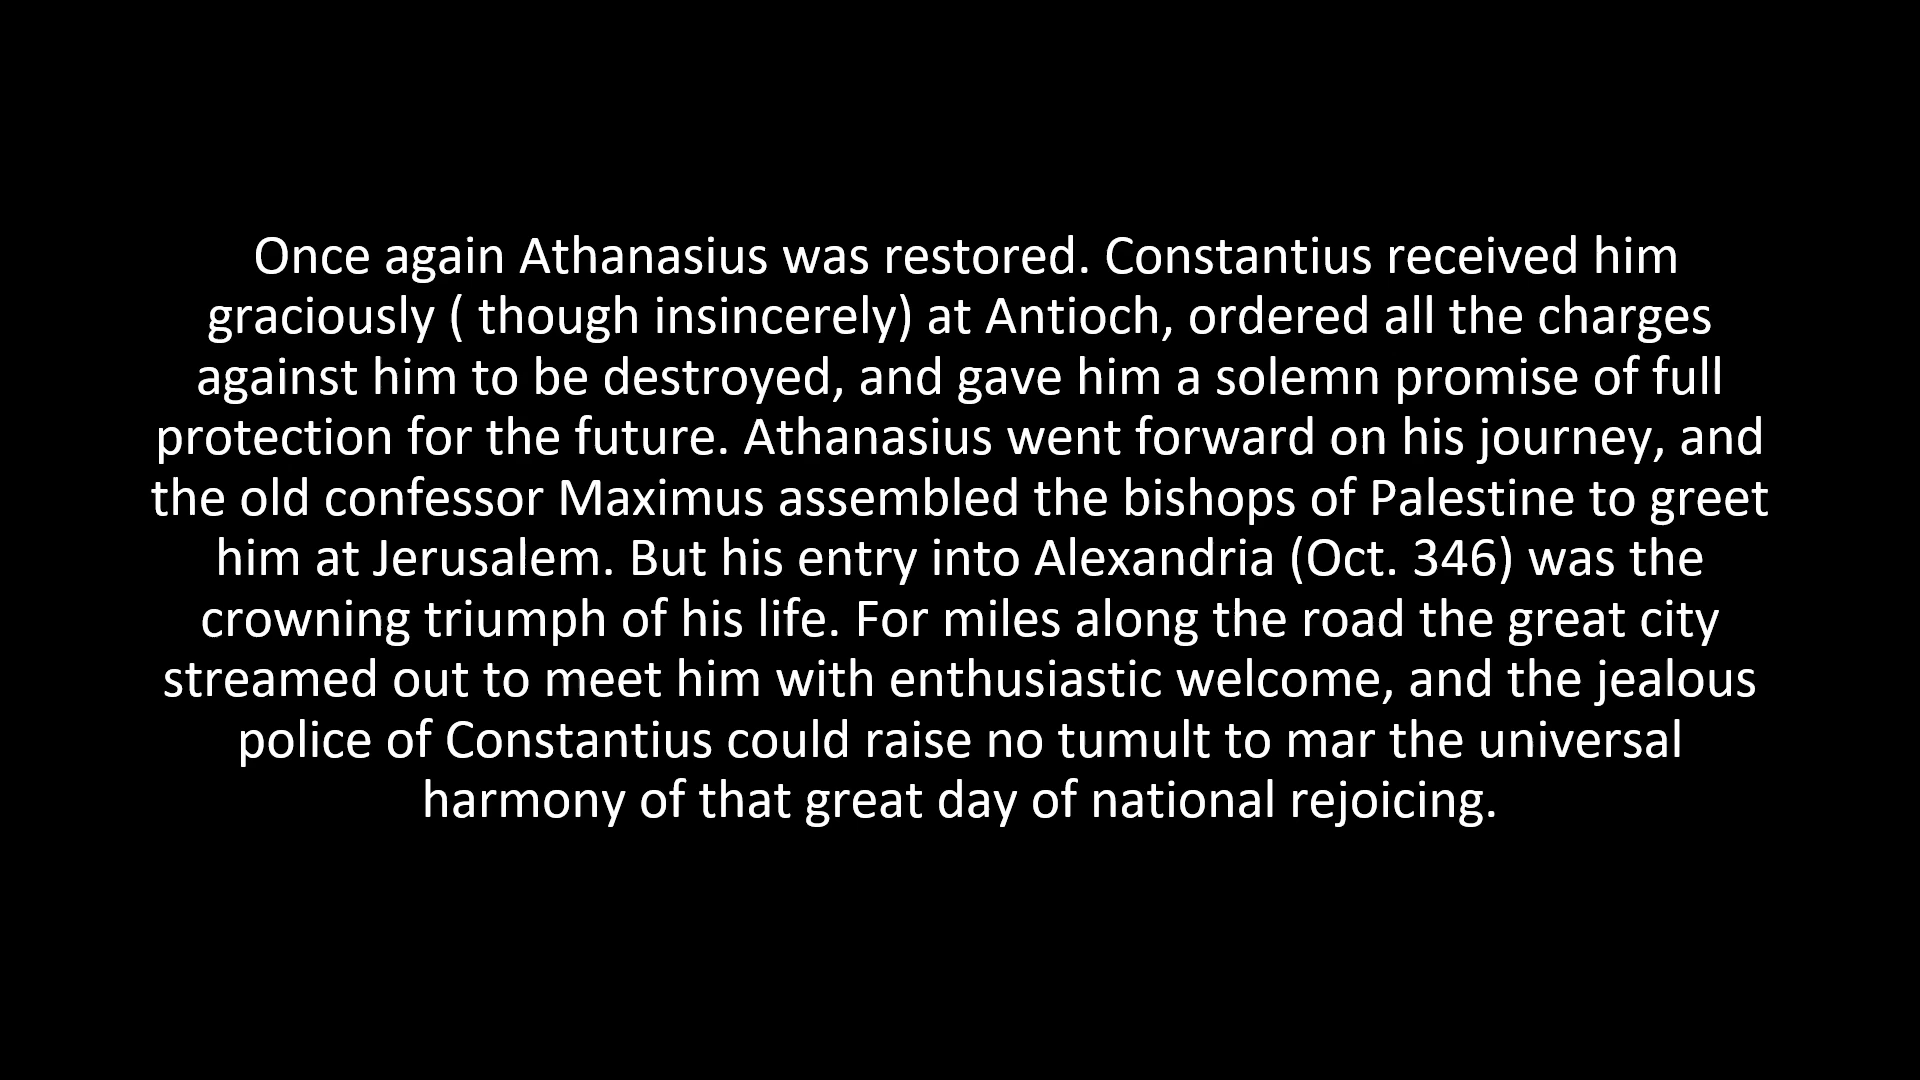 Once again Athanasius was restored. Constantius received him
graciously ( though insincerely) at Antioch, ordered all the charges
against him to be destroyed, and gave him a solemn promise of full
protection for the future. Athanasius went forward on his journey, and
the old confessor Maximus assembled the bishops of Palestine to greet
him at Jerusalem. But his entry into Alexandria (Oct. 346) was the
crowning triumph of his life. For miles along the road the great city
streamed out to meet him with enthusiastic welcome, and the jealous
police of Constantius could raise no tumult to mar the universal
harmony of that great day of national rejoicing.